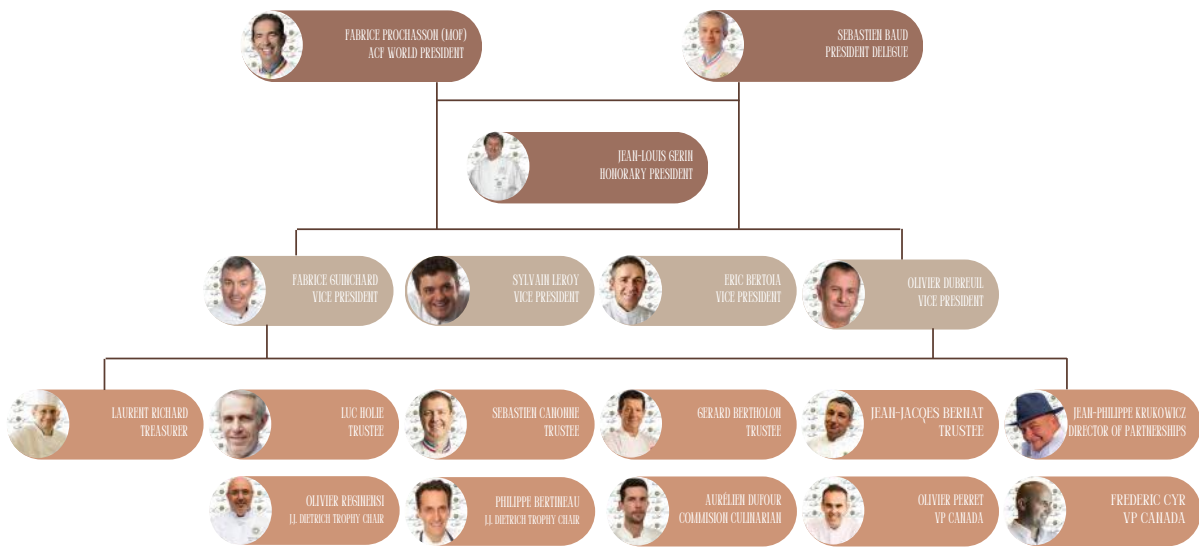 FABRICE PROCHASSON (MOF)
ACF WORLD PRESIDENT
SEBASTIEN BAUD
PRESIDENT DELEGUE
JEAN-LOUIS GERIN
HONORARY PRESIDENT
FABRICE GUINCHARD
VICE PRESIDENT
SYLVAIN LEROY
VICE PRESIDENT
ERIC BERTOIA
VICE PRESIDENT
OLIVIER DUBREUIL
VICE PRESIDENT
LAURENT RICHARD
TREASURER
LUC HOLIE
TRUSTEE
SEBASTIEN CANONNE
TRUSTEE
GERARD BERTHOLON
TRUSTEE
JEAN-JACQES BERNAT
TRUSTEE
JEAN-PHILIPPE KRUKOWICZ
DIRECTOR OF PARTNERSHIPS
OLIVIER REGINENSI
J.J. DIETRICH TROPHY CHAIR
PHILIPPE BERTINEAU
J.J. DIETRICH TROPHY CHAIR
AURÉLIEN DUFOUR
COMMISION CULINARIAN
OLIVIER PERRET
VP CANADA
FREDERIC CYR
VP CANADA